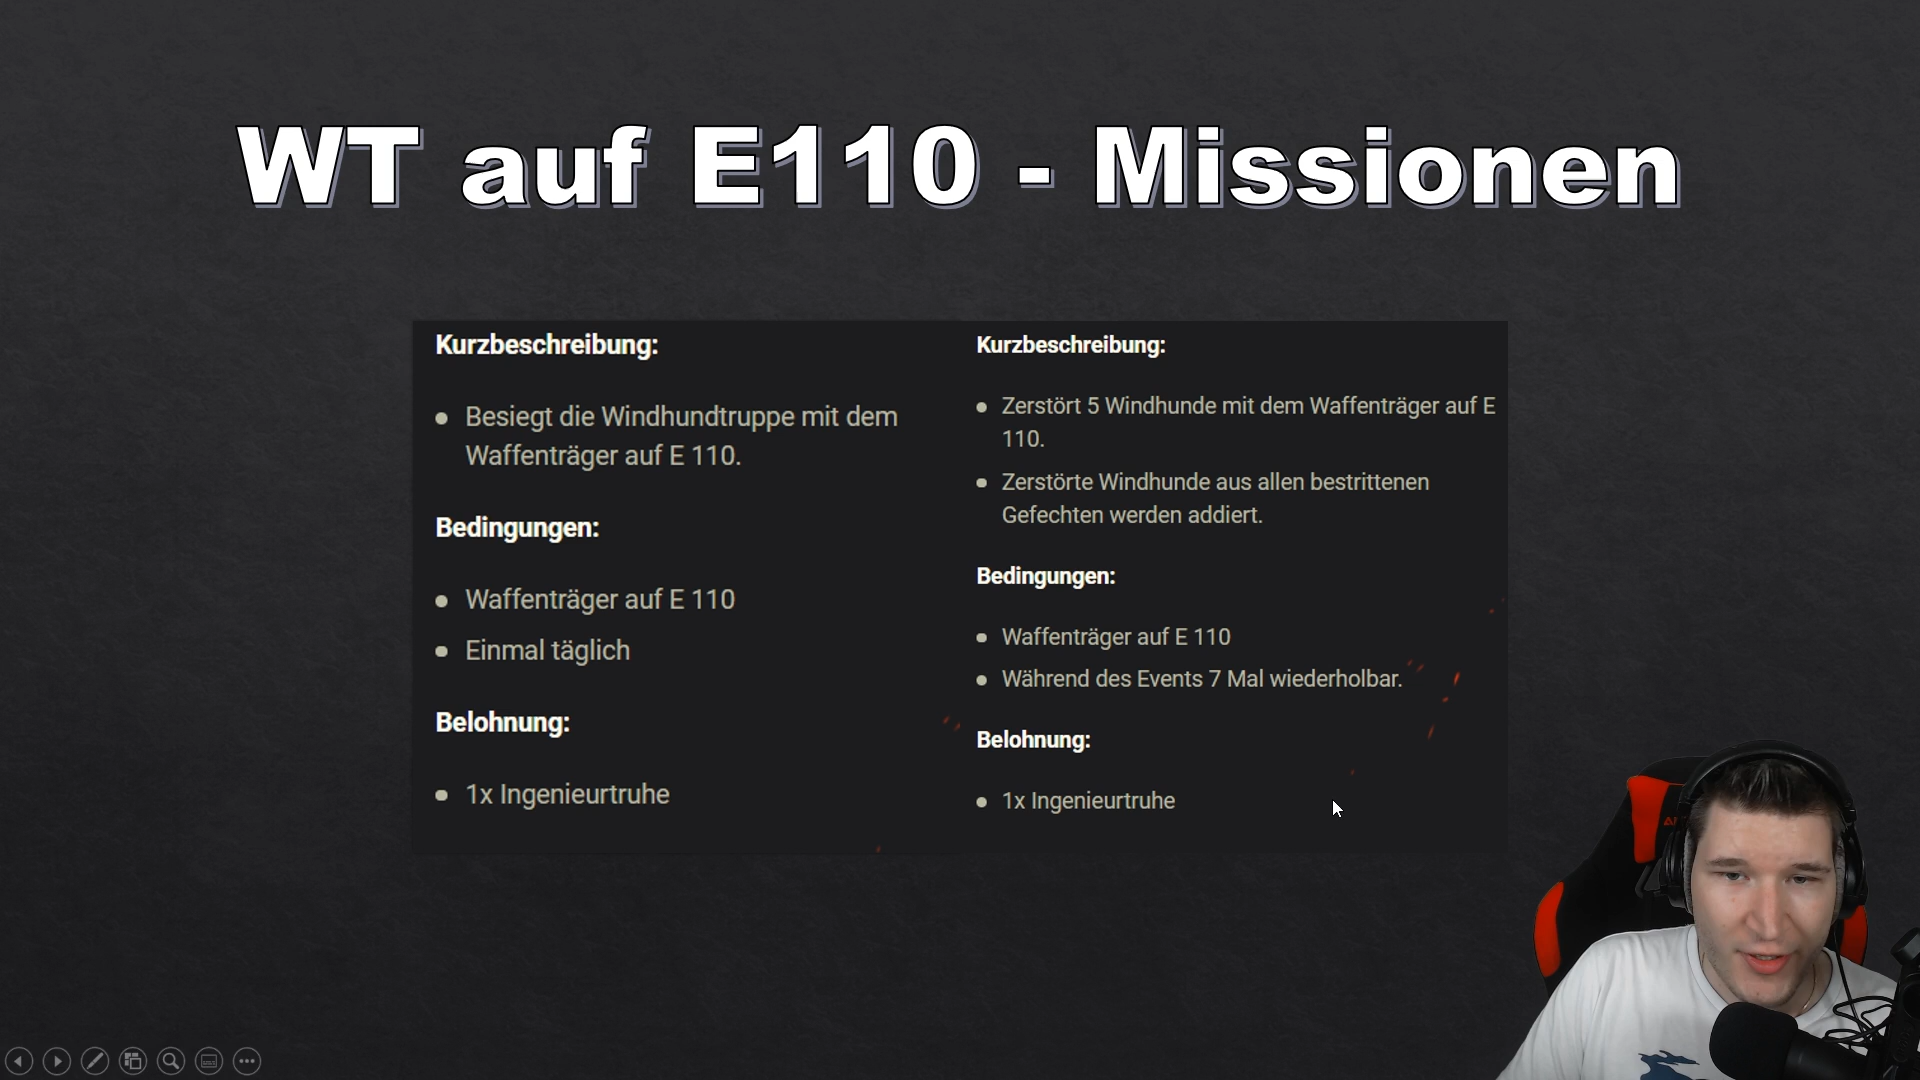 WT auf E110 - Missionen
Kurzbeschreibung:
Besiegt die Windhundtruppe mit dem
Waffenträger auf E 110.
Bedingungen:
Waffenträger auf E 110
Einmal täglich
Belohnung:
1x Ingenieurtruhe
Kurzbeschreibung:
Zerstört 5 Windhunde mit dem Waffenträger auf E
110.
Zerstörte Windhunde aus allen bestrittenen
Gefechten werden addiert.
Bedingungen:
Waffenträger auf E 110
Während des Events 7 Mal wiederholbar.
Belohnung:
1x Ingenieurtruhe